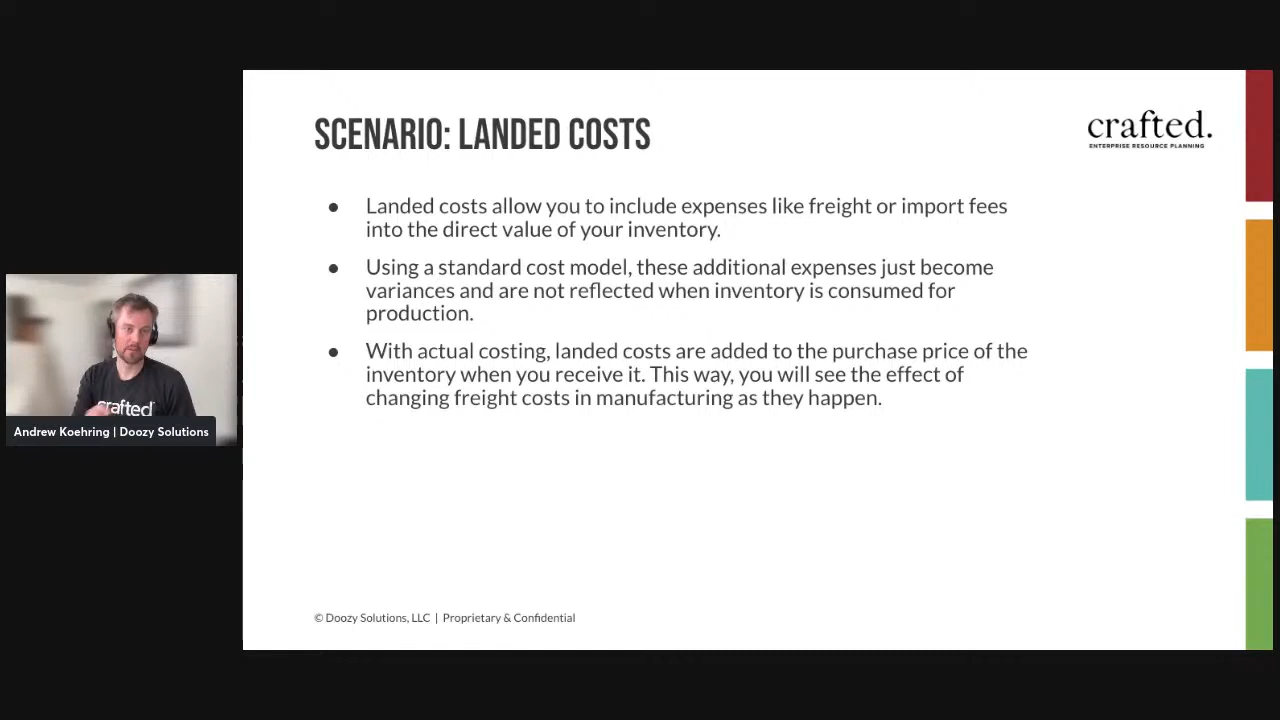 SCENARIO: LANDED COSTS
crafted.
ENTERPRISE RESOURCE PLANNING
● Landed costs allow you to include expenses like freight or import fees
into the direct value of your inventory.
● Using a standard cost model, these additional expenses just become
variances and are not reflected when inventory is consumed for
production.
● With actual costing, landed costs are added to the purchase price of the
inventory when you receive it. This way, you will see the effect of
changing freight costs in manufacturing as they happen.
crafted
Andrew Koehring | Doozy Solutions
© Doozy Solutions, LLC | Proprietary & Confidential